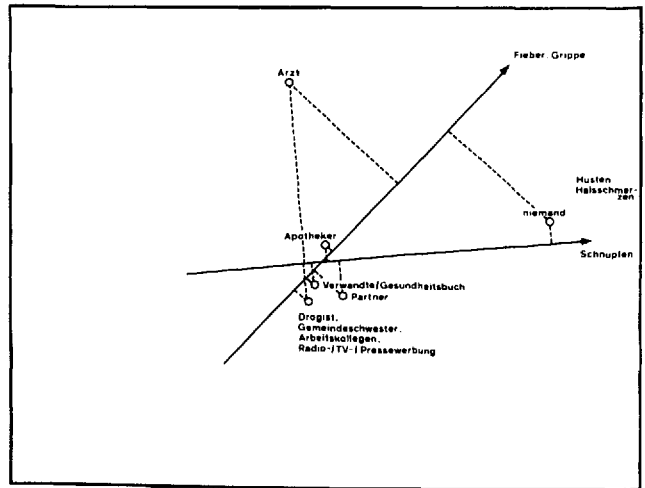 Fieber, Grippe
Arzt
Husten
Halsschmer-
zen
niemand
Apotheker
Schnupfen
Verwandte/Gesundheitsbuch
Partner
Drogist,
Gemeindeschwester,
Arbeitskollegen,
Radio-/TV-/Pressewerbung